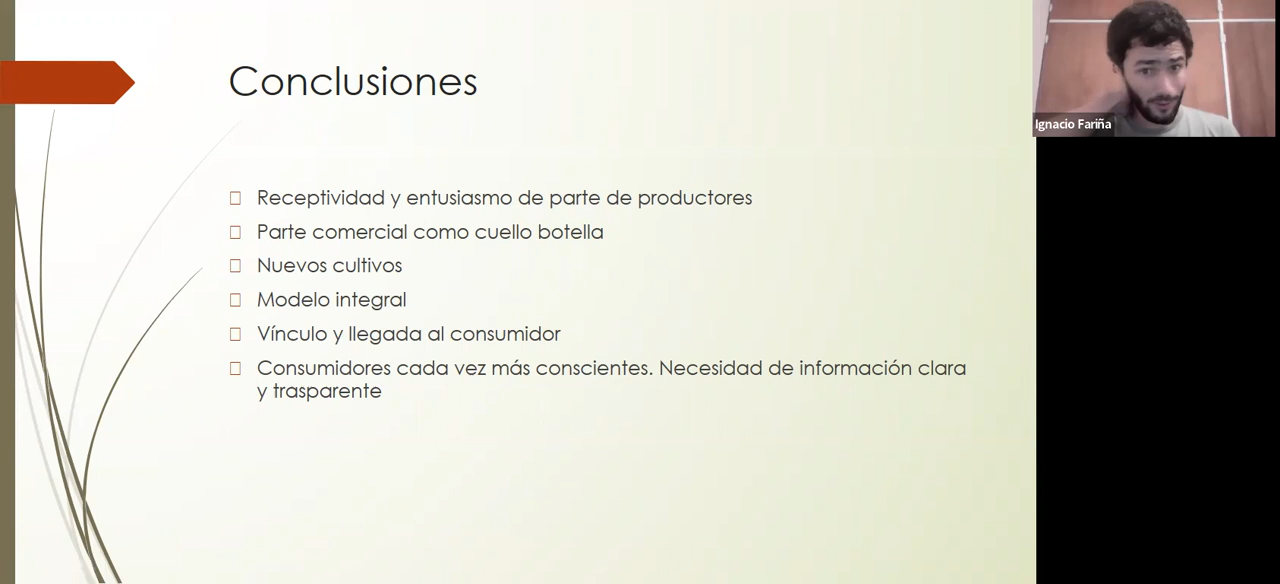 Conclusiones
Receptividad y entusiasmo de parte de productores
Parte comercial como cuello botella
Nuevos cultivos
Modelo integral
Vínculo y llegada al consumidor
Consumidores cada vez más conscientes. Necesidad de información clara
y trasparente
Ignacio Fariña